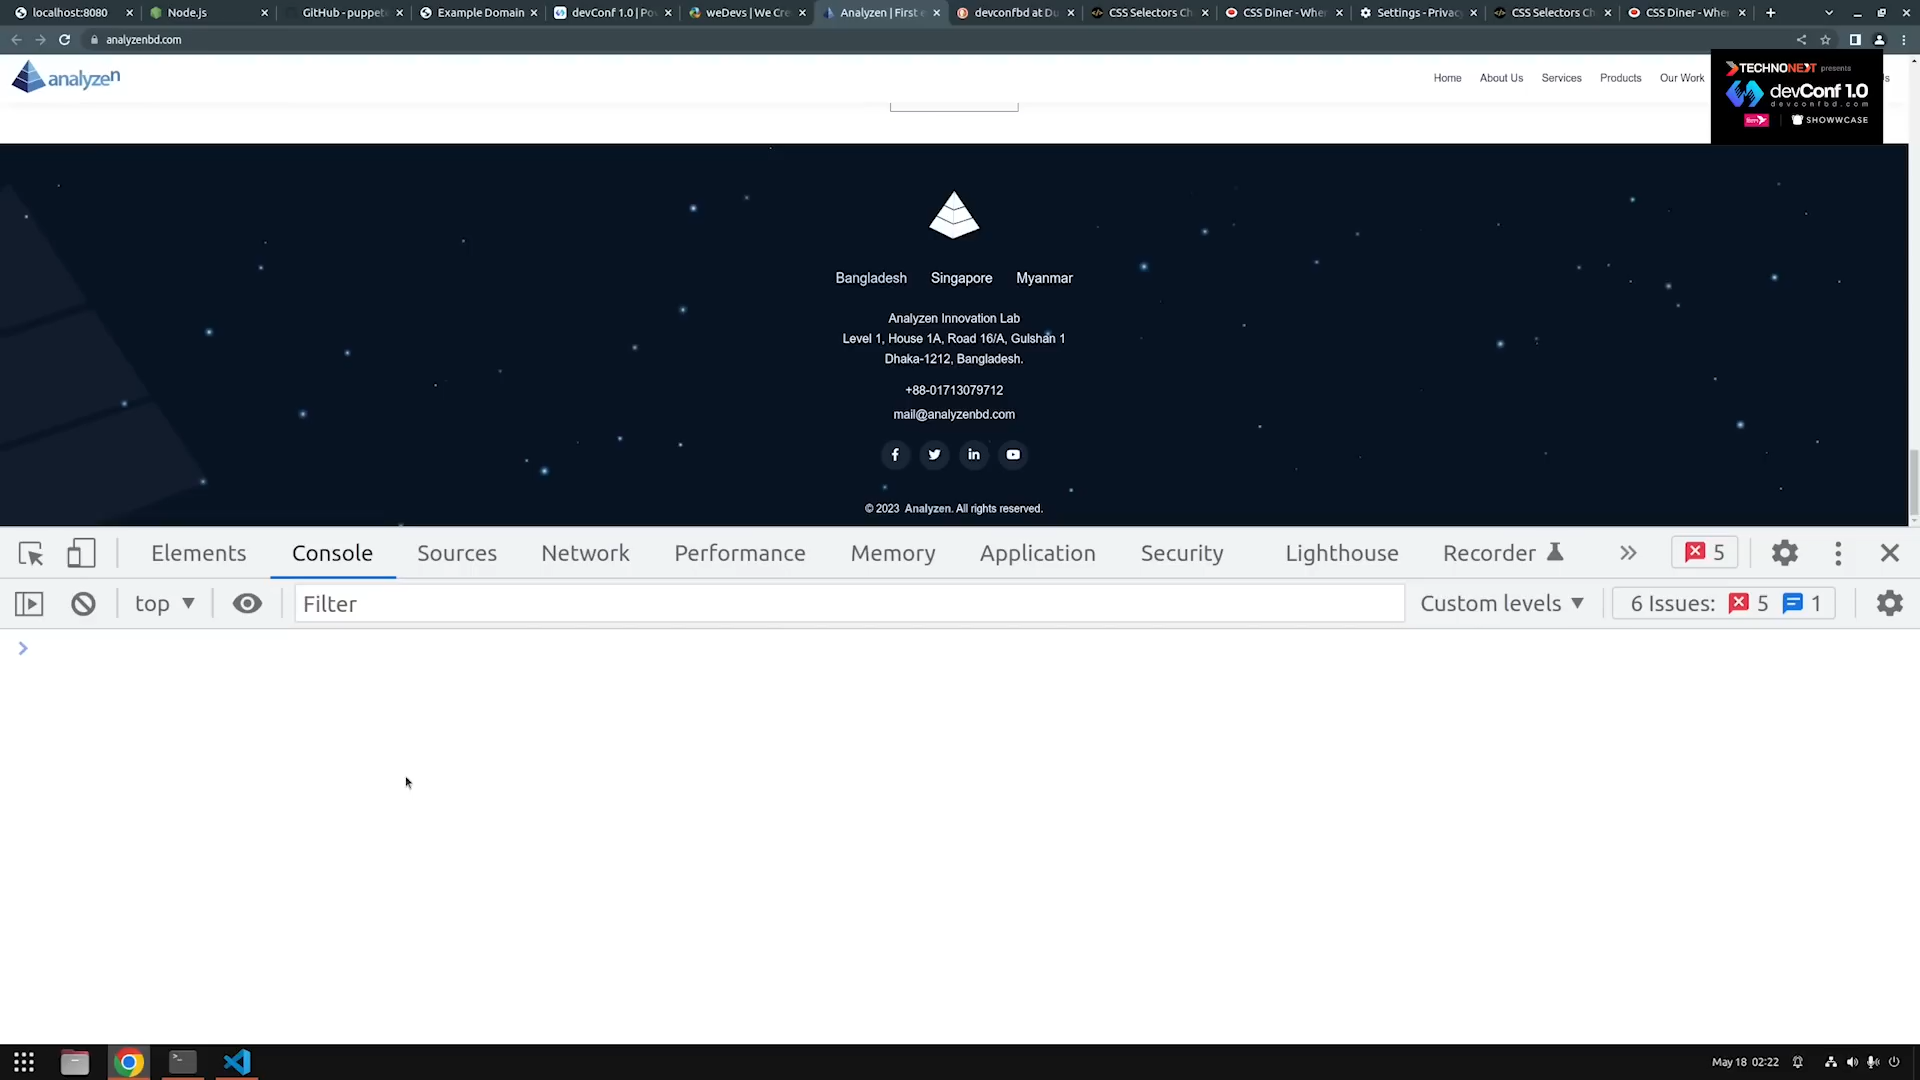 localhost:8080
Node.js
GitHub - puppet
Example Domain
devConf 1.0 | Po
weDevs | We Cre
Analyzen | First
devconfbd at Du
CSS Selectors Ch
CSS Diner - Whe
Settings - Privac
CSS Selectors Ch
CSS Diner - Whe
analyzenbd.com
analyzen
Home
About Us
Services
Products
Our Work
TECHNONEXT presents
devConf 1.0
devconfbd.com
SHOWWCASE
Bangladesh Singapore Myanmar
Analyzen Innovation Lab
Level 1, House 1A, Road 16/A, Gulshan 1
Dhaka-1212, Bangladesh.
+88-01713079712
mail@analyzenbd.com
© 2023 Analyzen. All rights reserved.
Elements Console Sources Network Performance Memory Application Security Lighthouse Recorder 5
top Filter Custom levels 6 Issues: 5 1
May 18 02:22